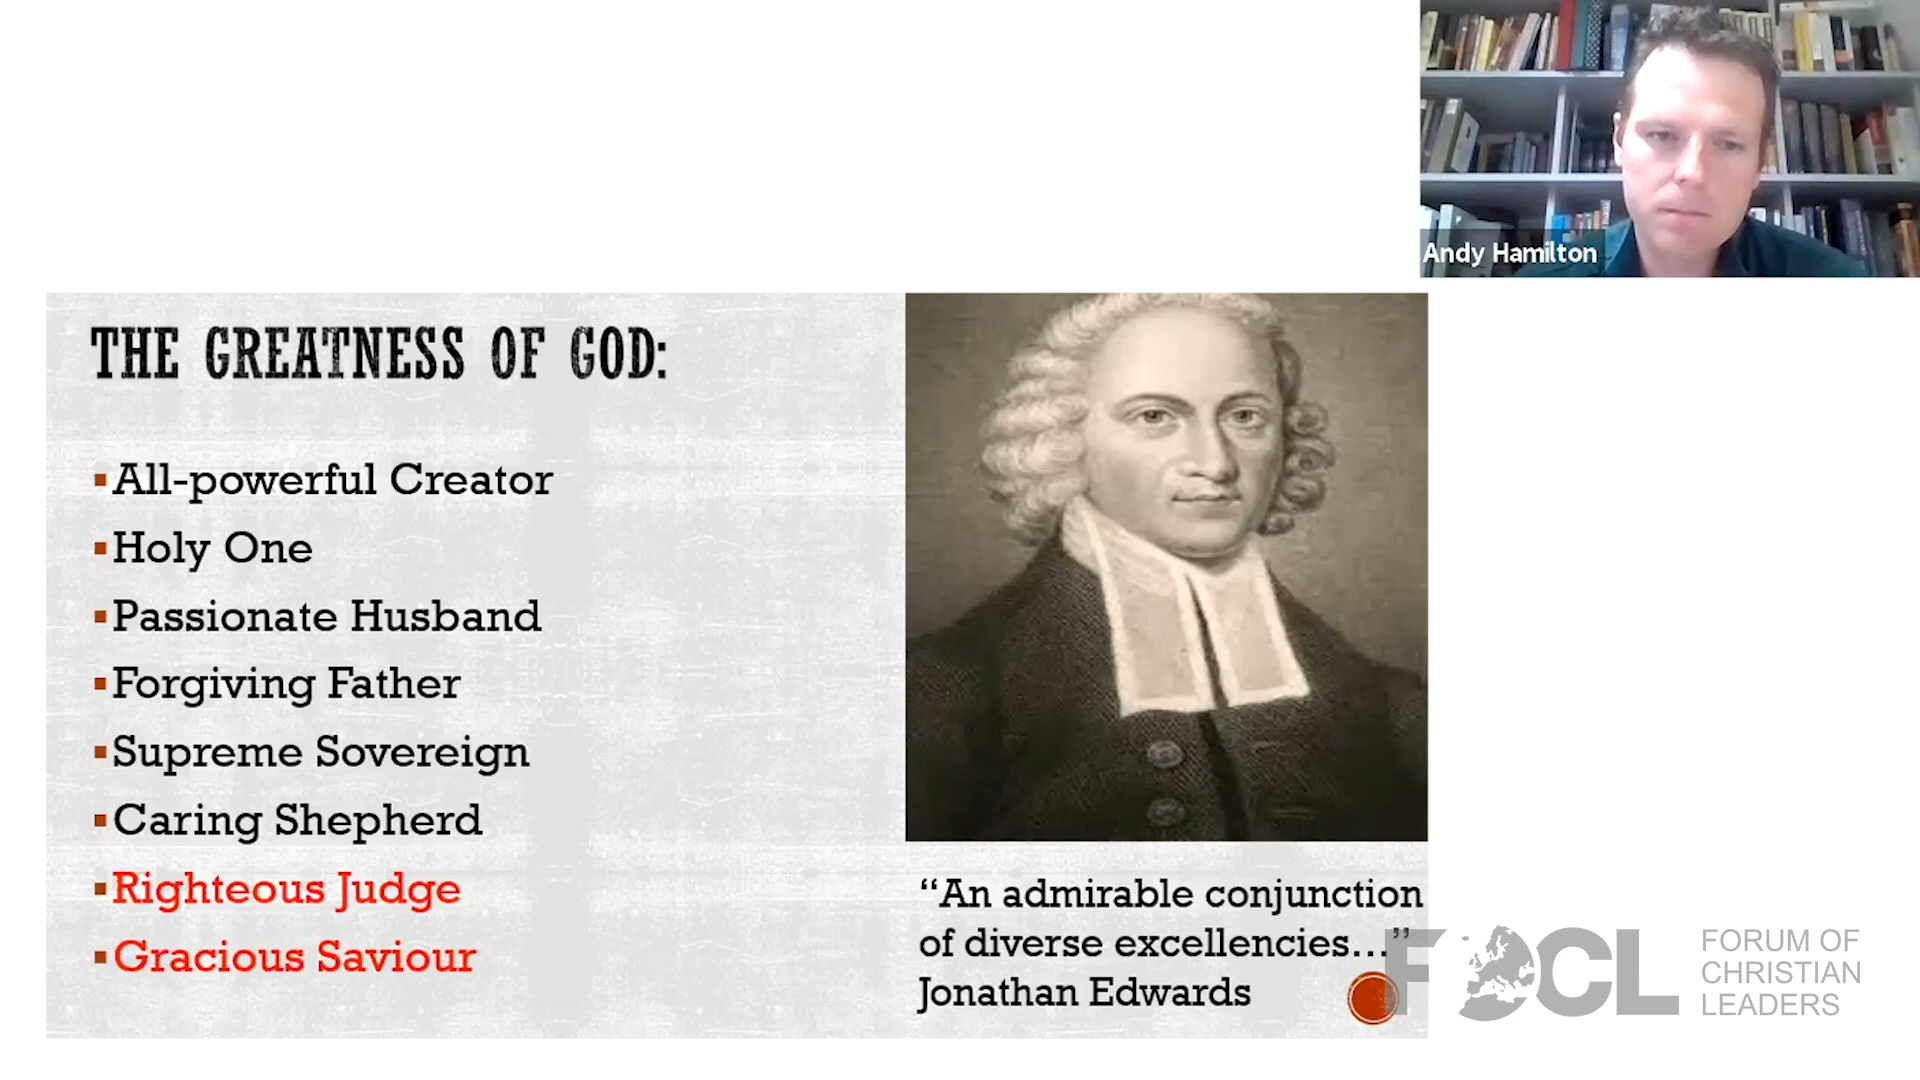 Andy Hamilton
THE GREATNESS OF GOD:
All-powerful Creator
Holy One
Passionate Husband
Forgiving Father
Supreme Sovereign
Caring Shepherd
Righteous Judge
Gracious Saviour
“An admirable conjunction
of diverse excellencies...”
Jonathan Edwards
FOCL
FORUM OF
CHRISTIAN
LEADERS